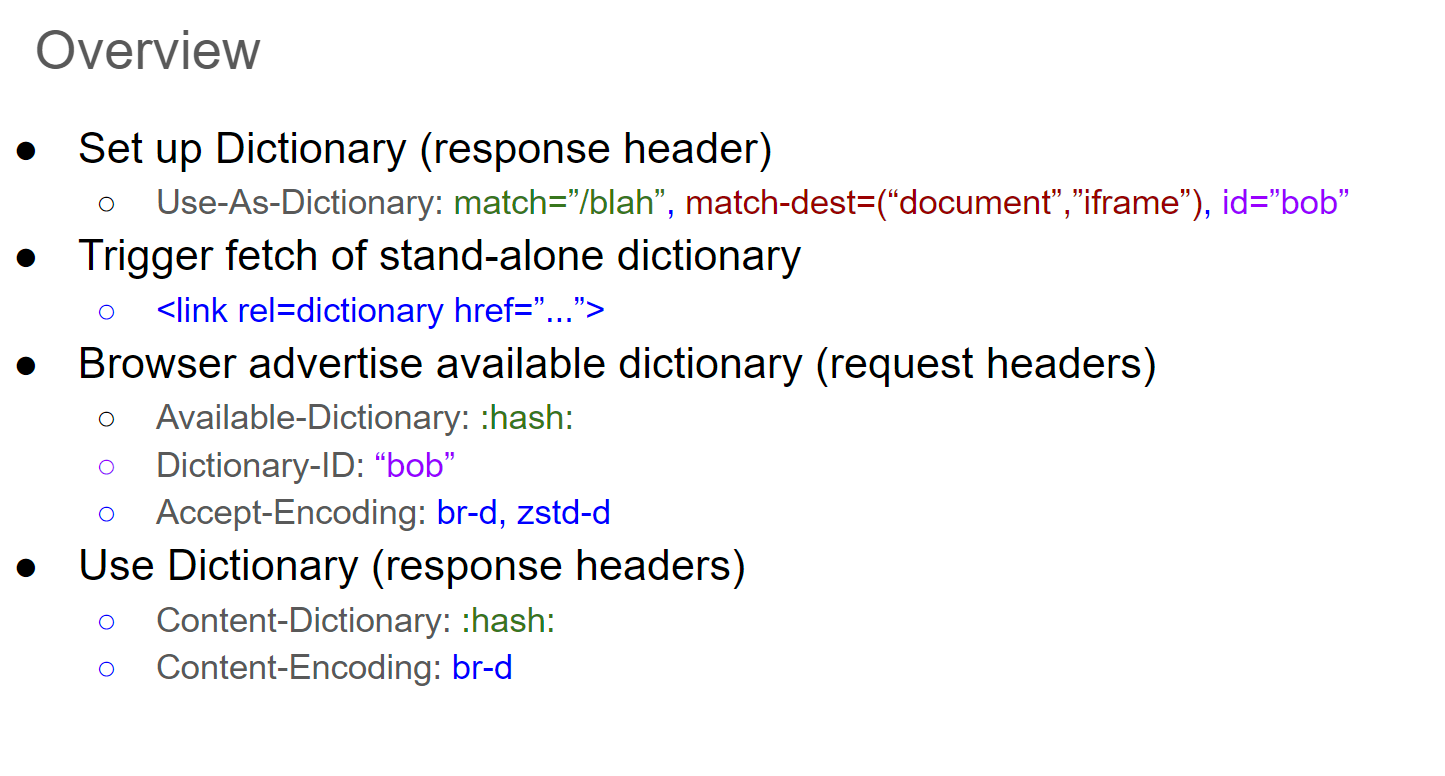 Overview
● Set up Dictionary (response header)
○ Use-As-Dictionary: match=”/blah”, match-dest=(“document”,”iframe”), id=”bob”
● Trigger fetch of stand-alone dictionary
○ <link rel=dictionary href=”...”>
● Browser advertise available dictionary (request headers)
○ Available-Dictionary: :hash:
○ Dictionary-ID: “bob”
○ Accept-Encoding: br-d, zstd-d
● Use Dictionary (response headers)
○ Content-Dictionary: :hash:
○ Content-Encoding: br-d